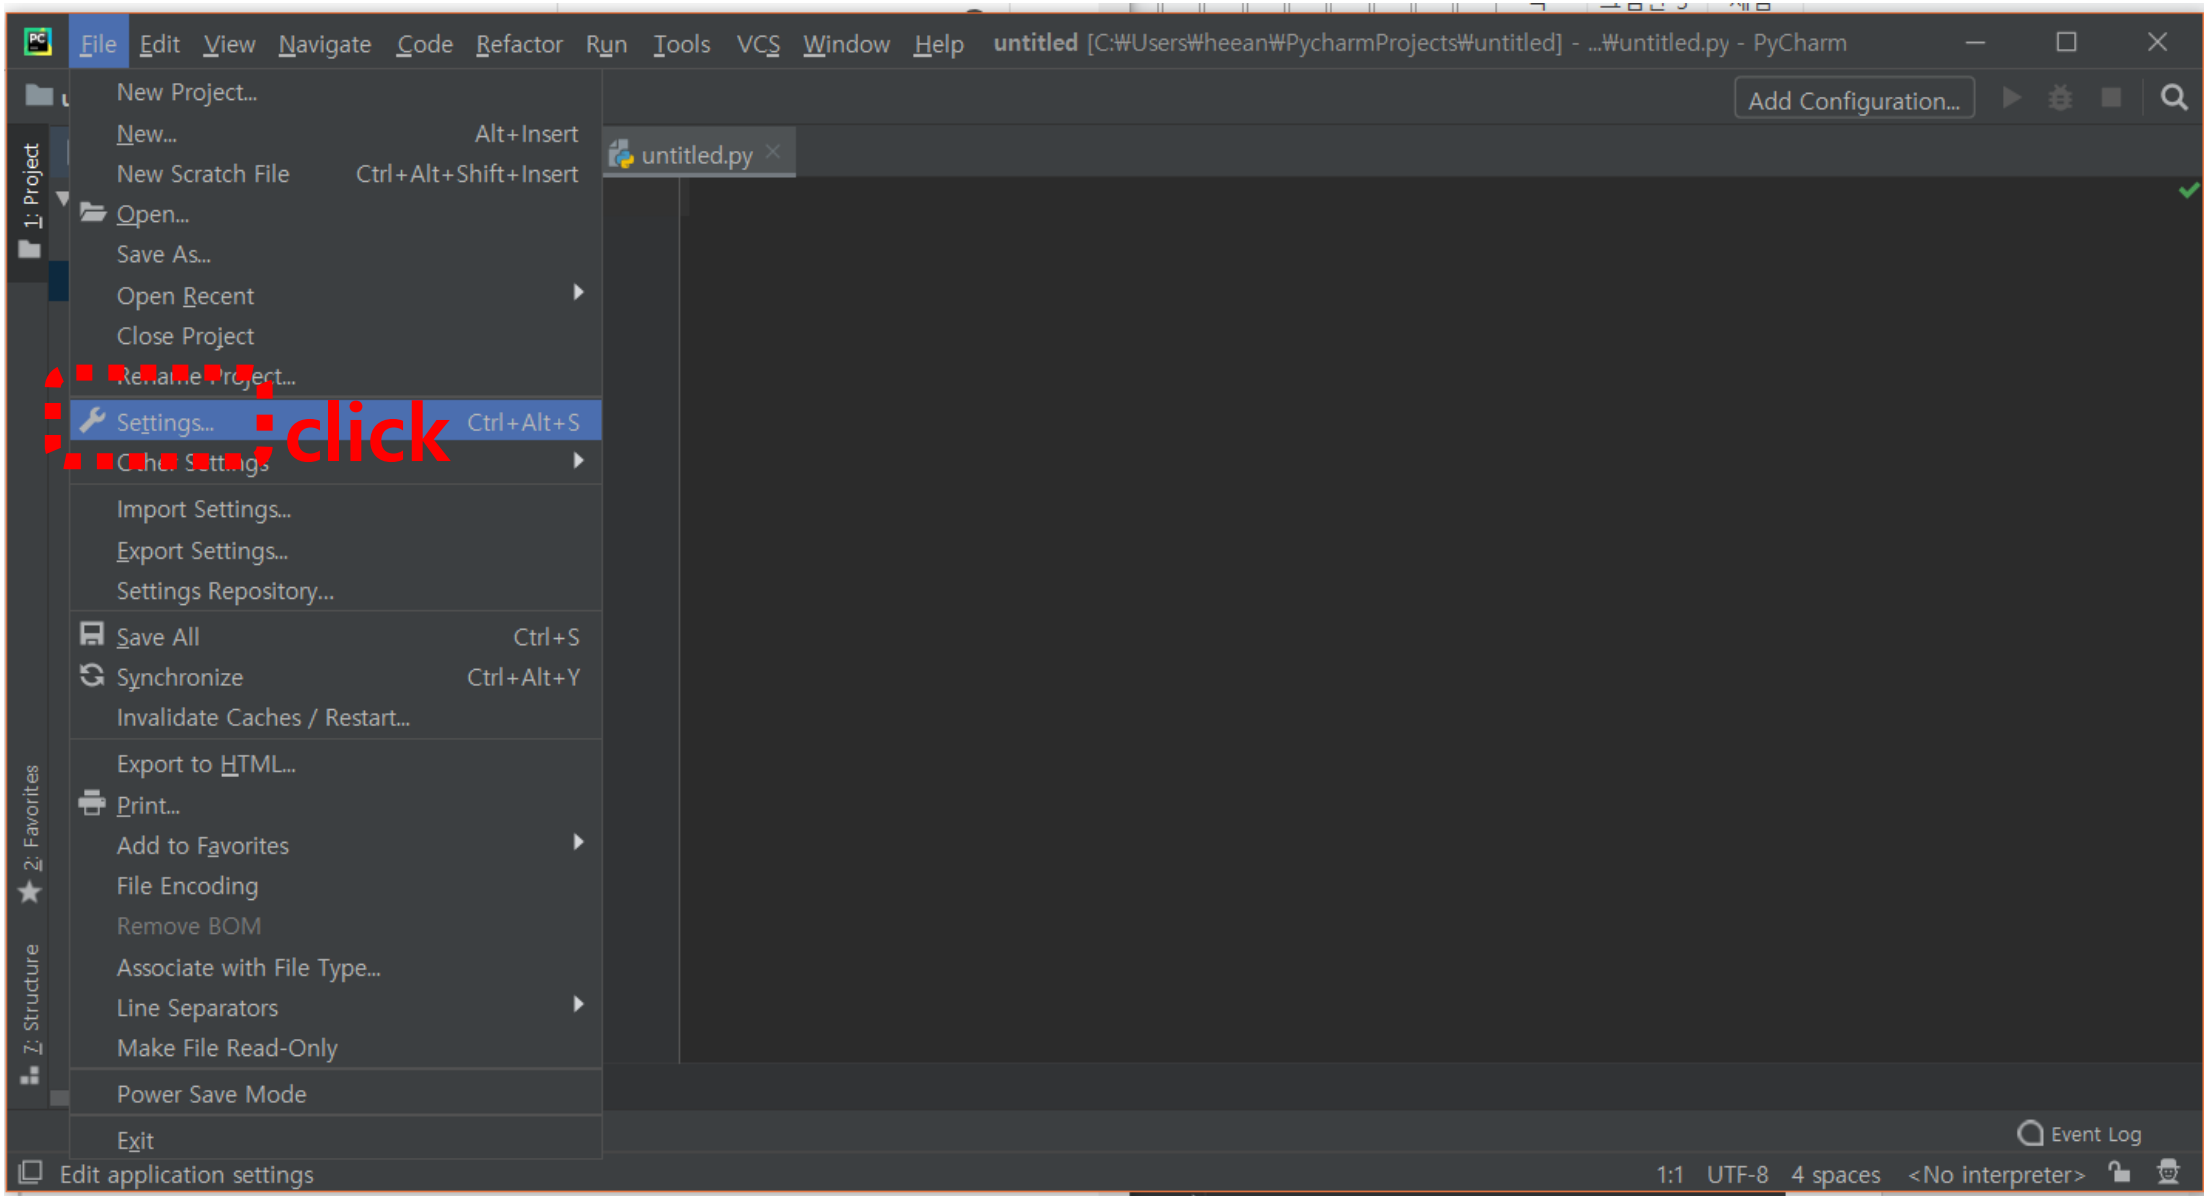 PC File Edit View Navigate Code Refactor Run Tools VCS Window Help untitled [C:₩Users₩heean₩PycharmProjects₩untitled] - ...₩untitled.py - PyCharm
Add Configuration...
1: Project
untitled.py
New Project...
New... Alt+Insert
New Scratch File Ctrl+Alt+Shift+Insert
Open...
Save As...
Open Recent
Close Project
Rename Project...
Settings... Ctrl+Alt+S
click
Other Settings
Import Settings...
Export Settings...
Settings Repository...
Save All Ctrl+S
Synchronize Ctrl+Alt+Y
Invalidate Caches / Restart...
Export to HTML...
Print...
Add to Favorites
File Encoding
Remove BOM
Associate with File Type...
Line Separators
Make File Read-Only
Power Save Mode
Exit
2: Favorites
7: Structure
Event Log
Edit application settings
1:1 UTF-8 4 spaces <No interpreter>